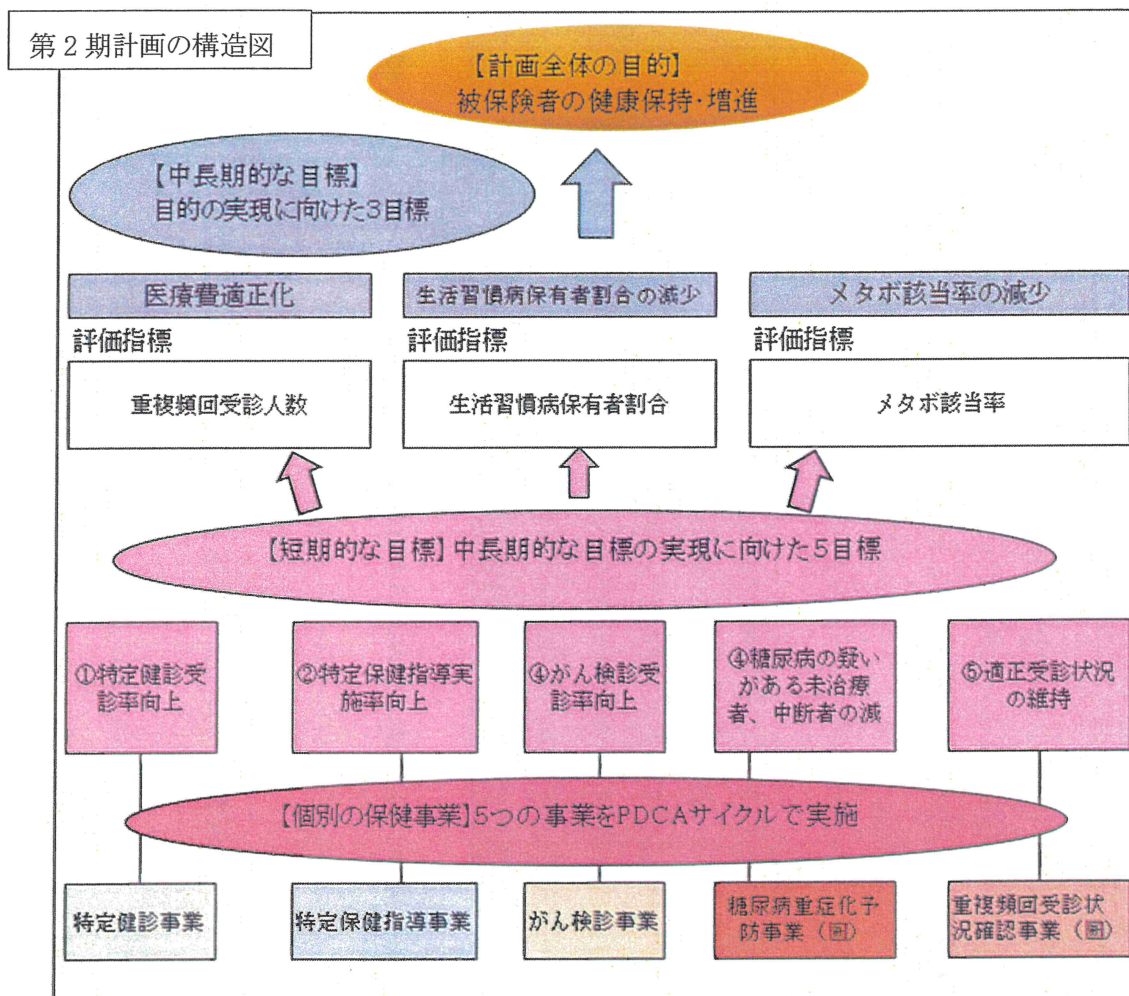 第2期計画の構造図
【計画全体の目的】
被保険者の健康保持・増進
【中長期的な目標】
目的の実現に向けた3目標
医療費適正化
生活習慣病保有者割合の減少
メタボ該当率の減少
評価指標
評価指標
評価指標
重複頻回受診人数
生活習慣病保有者割合
メタボ該当率
【短期的な目標】中長期的な目標の実現に向けた5目標
①特定健診受
診率向上
②特定保健指導実
施率向上
④がん検診受
診率向上
④糖尿病の疑い
がある未治療
者、中断者の減
⑤適正受診状況
の維持
【個別の保健事業】5つの事業をPDCAサイクルで実施
特定健診事業
特定保健指導事業
がん検診事業
糖尿病重症化予
防事業（ ）
重複頻回受診状
況確認事業（ ）